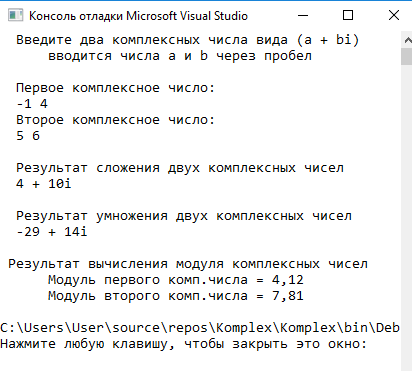 Консоль отладки Microsoft Visual Studio
Введите два комплексных числа вида (a + bi)
вводится числа a и b через пробел
Первое комплексное число:
-1 4
Второе комплексное число:
5 6
Результат сложения двух комплексных чисел
4 + 10i
Результат умножения двух комплексных чисел
-29 + 14i
Результат вычисления модуля комплексных чисел
Модуль первого комп.числа = 4,12
Модуль второго комп.числа = 7,81
C:\Users\User\source\repos\Komplex\Komplex\bin\Deb
Нажмите любую клавишу, чтобы закрыть это окно: